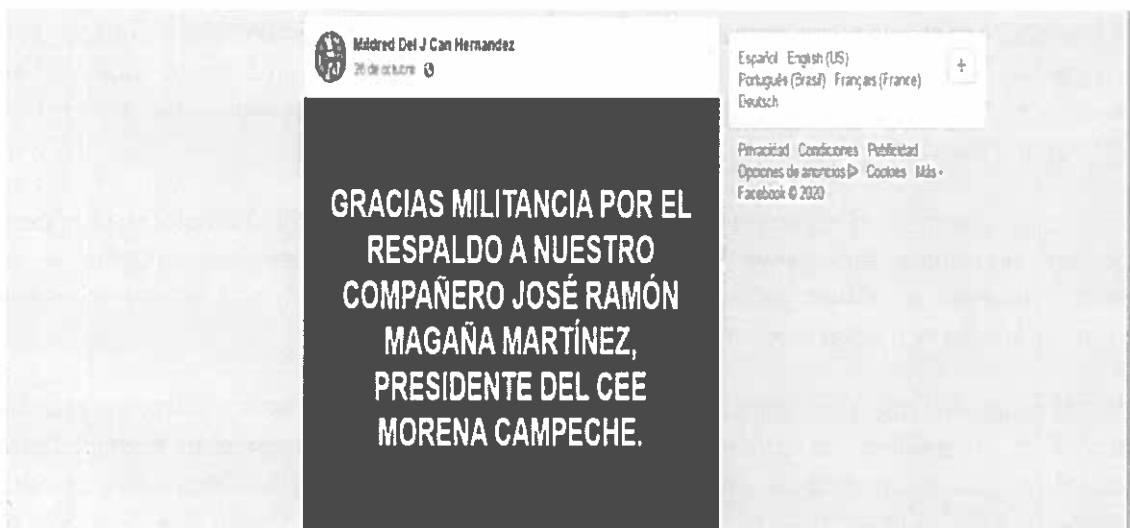 Mildred Del J Can Hernandez
26 de octubre
GRACIAS MILITANCIA POR EL
RESPALDO A NUESTRO
COMPAÑERO JOSÉ RAMÓN
MAGAÑA MARTÍNEZ,
PRESIDENTE DEL CEE
MORENA CAMPECHE.
Español English (US)
Português (Brasil) Français (France)
Deutsch
+
Privacidad Condiciones Publicidad
Opciones de anuncios Cookies Más
Facebook © 2020